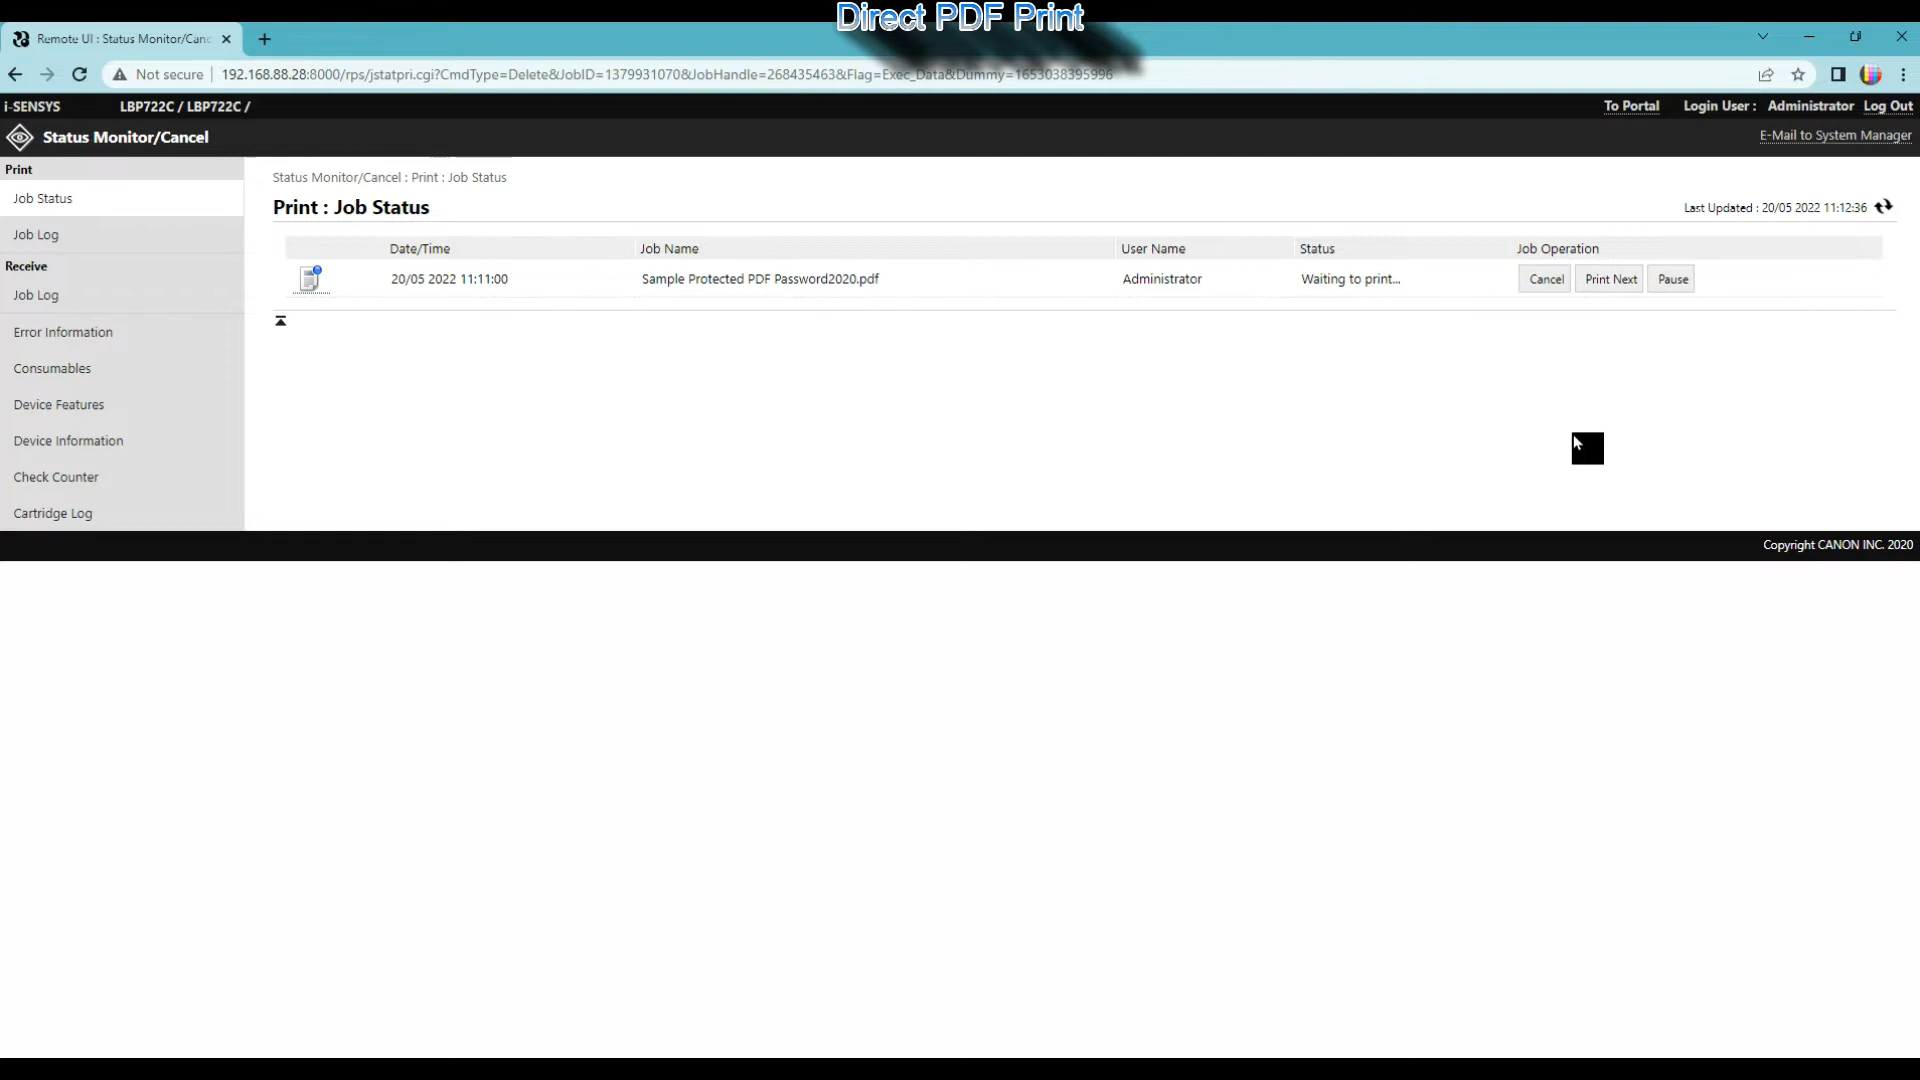 Direct PDF Print
Remote UI : Status Monitor/Canc
Not secure 192.168.88.28:8000/rps/jstatpri.cgi?CmdType=Delete&JobID=1379931070&JobHandle=268435463&Flag=Exec_Data&Dummy=1653038395996
i-SENSYS LBP722C / LBP722C / To Portal Login User : Administrator Log Out
Status Monitor/Cancel E-Mail to System Manager
Print
Job Status
Job Log
Receive
Job Log
Error Information
Consumables
Device Features
Device Information
Check Counter
Cartridge Log
Status Monitor/Cancel : Print : Job Status
Print : Job Status Last Updated : 20/05 2022 11:12:36
Date/Time Job Name User Name Status Job Operation
20/05 2022 11:11:00 Sample Protected PDF Password2020.pdf Administrator Waiting to print... Cancel Print Next Pause
Copyright CANON INC. 2020